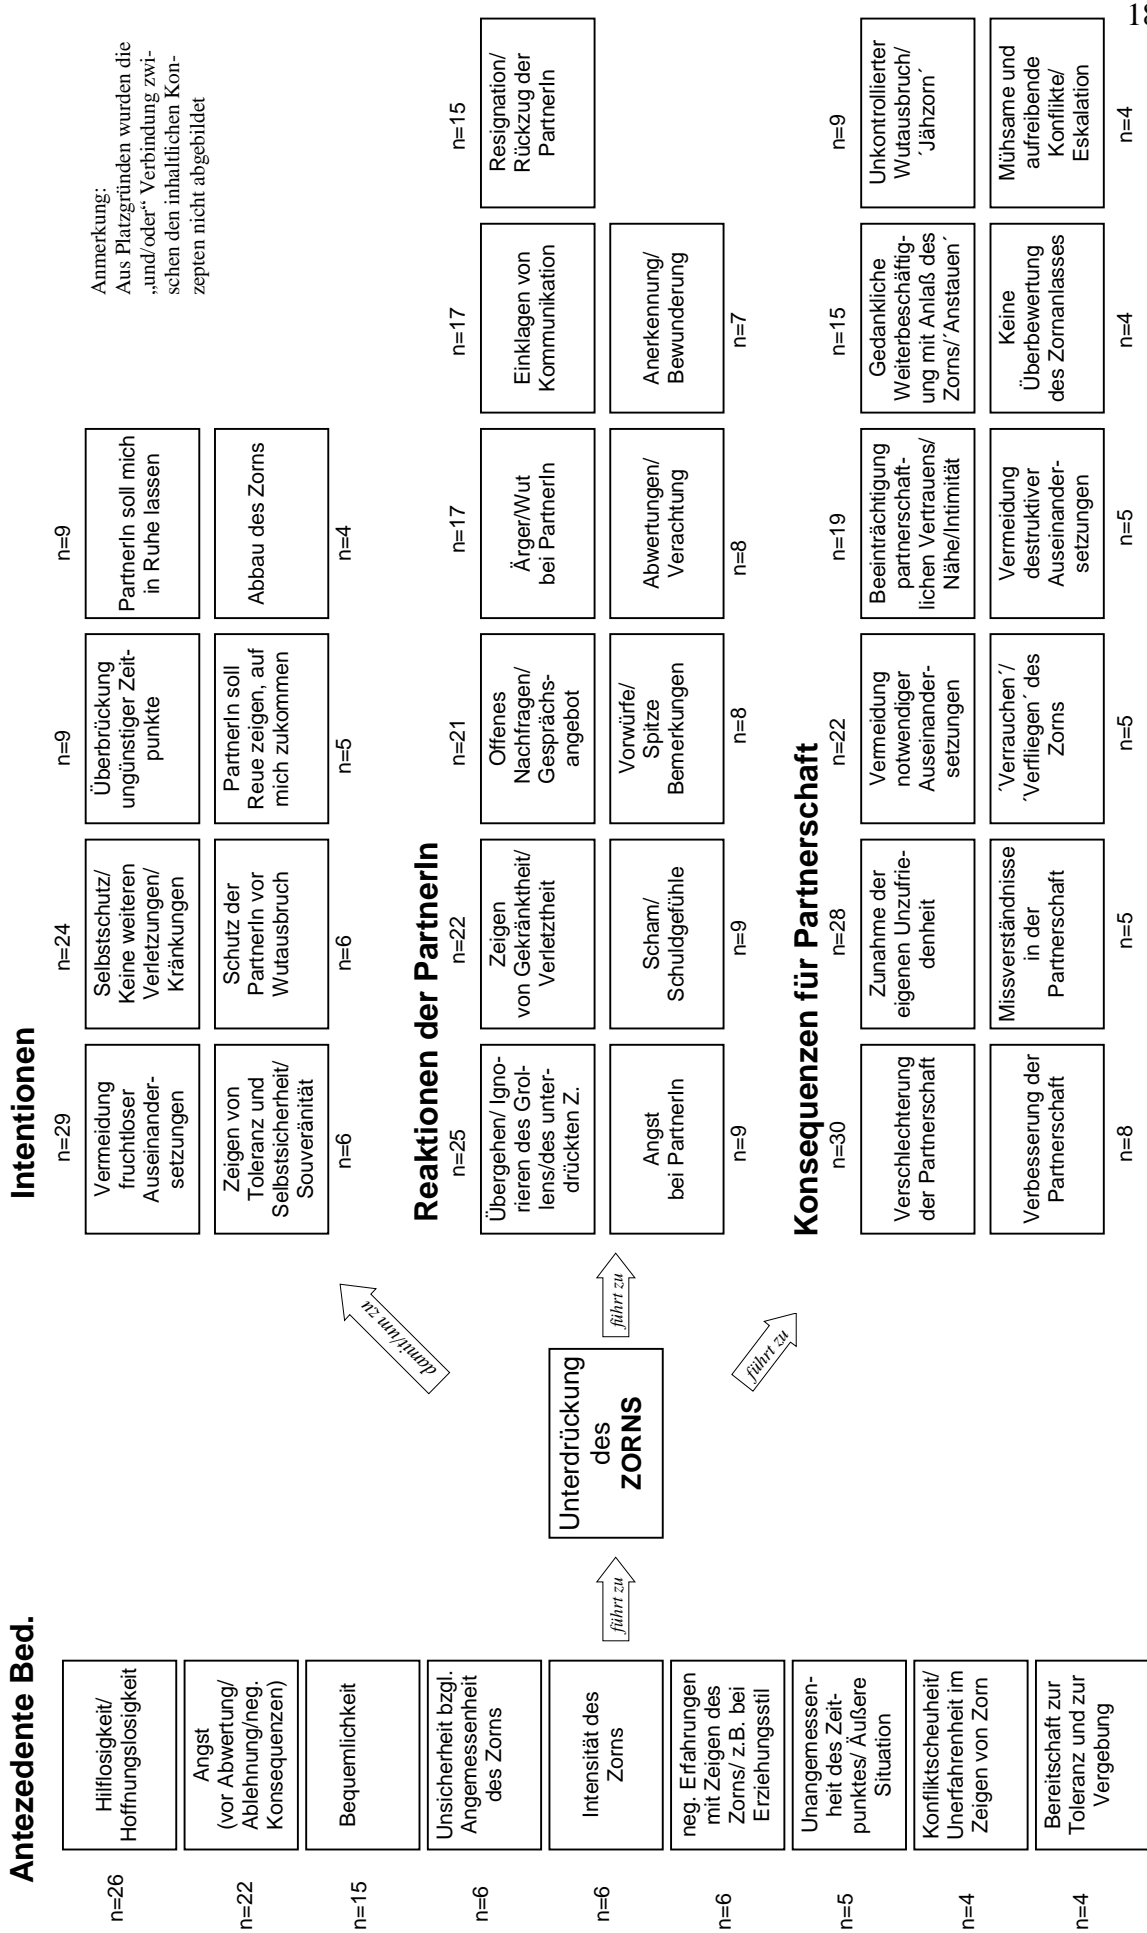 18
Antezedente Bed.
n=26
Hilflosigkeit/
Hoffnungslosigkeit
n=22
Angst
(vor Abwertung/
Ablehnung/neg.
Konsequenzen)
n=15
Bequemlichkeit
n=6
Unsicherheit bzgl.
Angemessenheit
des Zorns
n=6
Intensität des
Zorns
n=6
neg. Erfahrungen
mit Zeigen des
Zorns/ z.B. bei
Erziehungsstil
n=5
Unangemessen-
heit des Zeit-
punktes/ Äußere
Situation
n=4
Konfliktscheuheit/
Unerfahrenheit im
Zeigen von Zorn
n=4
Bereitschaft zur
Toleranz und zur
Vergebung
führt zu
Unterdrückung
des
ZORNS
damit/um zu
führt zu
führt zu
Intentionen
n=29
Vermeidung
fruchtloser
Auseinander-
setzungen
n=24
Selbstschutz/
Keine weiteren
Verletzungen/
Kränkungen
n=9
Überbrückung
ungünstiger Zeit-
punkte
n=9
PartnerIn soll mich
in Ruhe lassen
Zeigen von
Toleranz und
Selbstsicherheit/
Souveränität
n=6
Schutz der
PartnerIn vor
Wutausbruch
n=6
PartnerIn soll
Reue zeigen, auf
mich zukommen
n=5
Abbau des Zorns
n=4
Anmerkung:
Aus Platzgründen wurden die
„und/oder“ Verbindung zwi-
schen den inhaltlichen Kon-
zepten nicht abgebildet
Reaktionen der PartnerIn
n=25
Übergehen/ Igno-
rieren des Grol-
lens/des unter-
drückten Z.
n=22
Zeigen
von Gekränktheit/
Verletztheit
n=21
Offenes
Nachfragen/
Gesprächs-
angebot
n=17
Ärger/Wut
bei PartnerIn
n=17
Einklagen von
Kommunikation
n=15
Resignation/
Rückzug der
PartnerIn
Angst
bei PartnerIn
n=9
Scham/
Schuldgefühle
n=9
Vorwürfe/
Spitze
Bemerkungen
n=8
Abwertungen/
Verachtung
n=8
Anerkennung/
Bewunderung
n=7
Konsequenzen für Partnerschaft
n=30
Verschlechterung
der Partnerschaft
n=28
Zunahme der
eigenen Unzufrie-
denheit
n=22
Vermeidung
notwendiger
Auseinander-
setzungen
n=19
Beeinträchtigung
partnerschaft-
lichen Vertrauens/
Nähe/Intimität
n=15
Gedankliche
Weiterbeschäftig-
ung mit Anlaß des
Zorns/´Anstauen´
n=9
Unkontrollierter
Wutausbruch/
´Jähzorn´
Verbesserung der
Partnerschaft
n=8
Missverständnisse
in der
Partnerschaft
n=5
´Verrauchen´/
´Verfliegen´ des
Zorns
n=5
Vermeidung
destruktiver
Auseinander-
setzungen
n=5
Keine
Überbewertung
des Zornanlasses
n=4
Mühsame und
aufreibende
Konflikte/
Eskalation
n=4